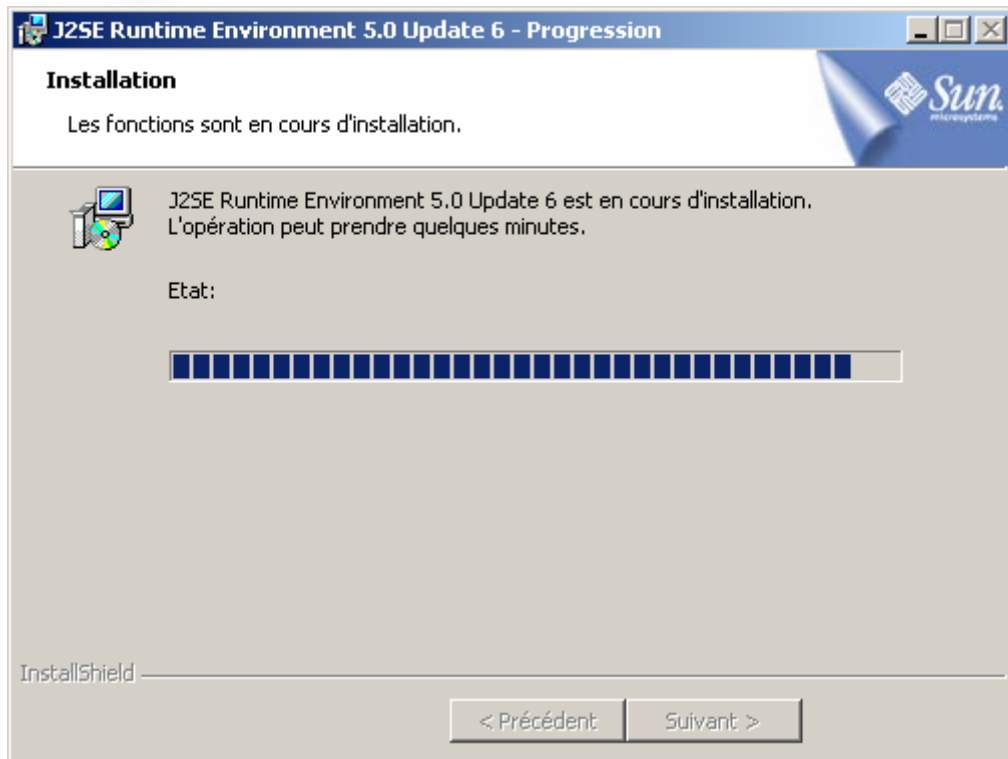 J2SE Runtime Environment 5.0 Update 6 - Progression
Installation
Les fonctions sont en cours d'installation.
Sun.
microsystems
J2SE Runtime Environment 5.0 Update 6 est en cours d'installation.
L'opération peut prendre quelques minutes.
Etat:
InstallShield
< Précédent
Suivant >